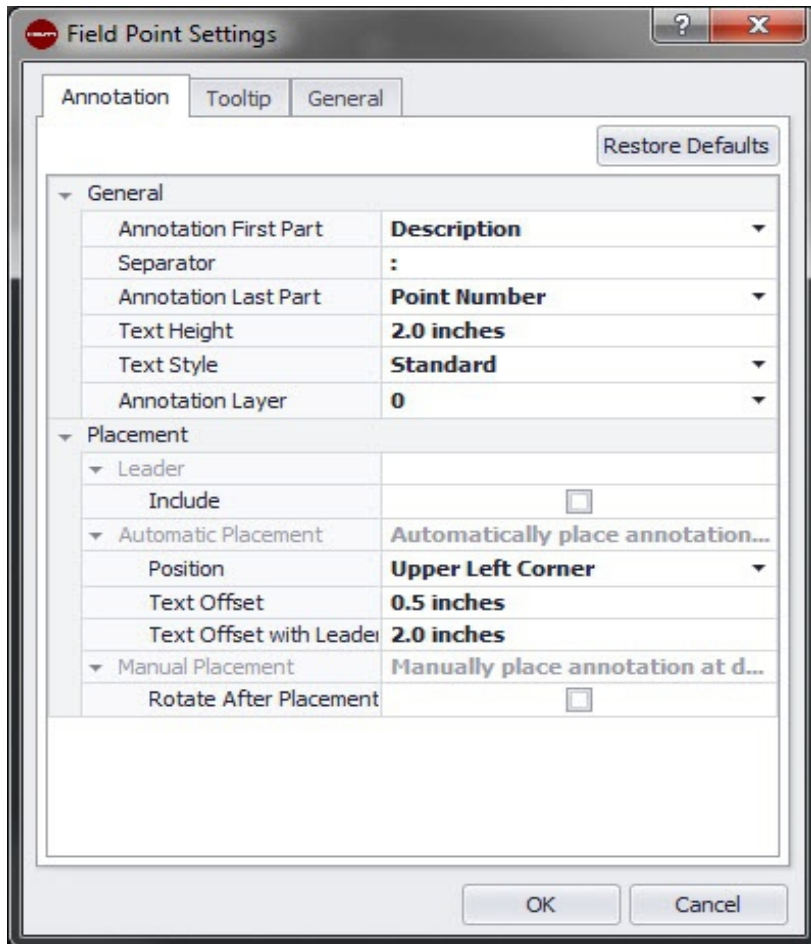 Field Point Settings
?
Annotation Tooltip General
Restore Defaults
General
Annotation First Part Description
Separator :
Annotation Last Part Point Number
Text Height 2.0 inches
Text Style Standard
Annotation Layer 0
Placement
Leader
Include
Automatic Placement Automatically place annotation...
Position Upper Left Corner
Text Offset 0.5 inches
Text Offset with Leader 2.0 inches
Manual Placement Manually place annotation at d...
Rotate After Placement
OK Cancel